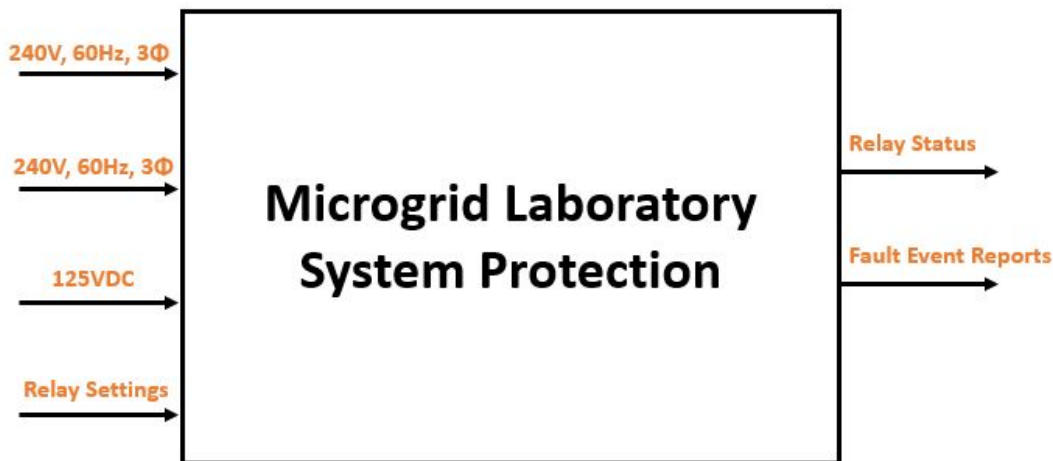 240V, 60Hz, 3Φ
240V, 60Hz, 3Φ
125VDC
Relay Settings
Microgrid Laboratory
System Protection
Relay Status
Fault Event Reports